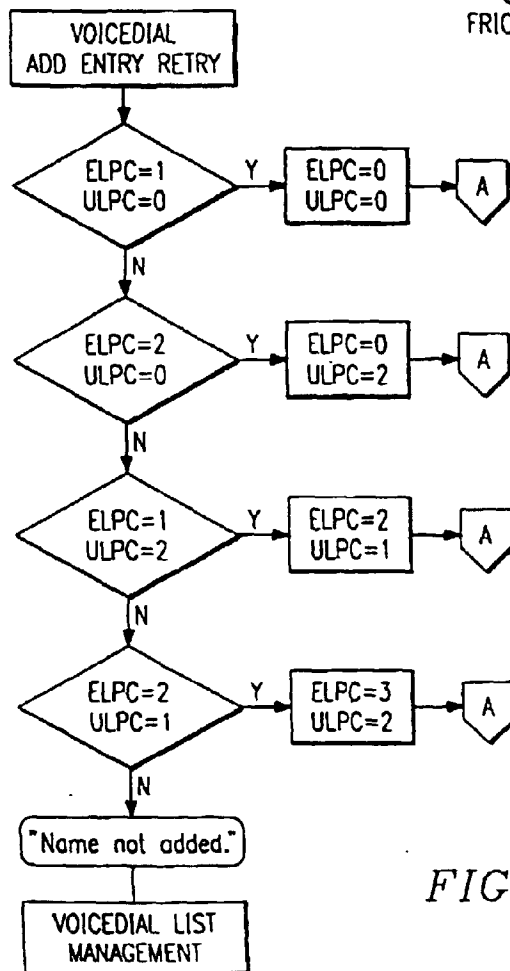 FRIC
VOICEDIAL
ADD ENTRY RETRY
ELPC=1
ULPC=0
Y
ELPC=0
ULPC=0
A
N
ELPC=2
ULPC=0
Y
ELPC=0
ULPC=2
A
N
ELPC=1
ULPC=2
Y
ELPC=2
ULPC=1
A
N
ELPC=2
ULPC=1
Y
ELPC=3
ULPC=2
A
N
"Name not added."
FIG
VOICEDIAL LIST
MANAGEMENT